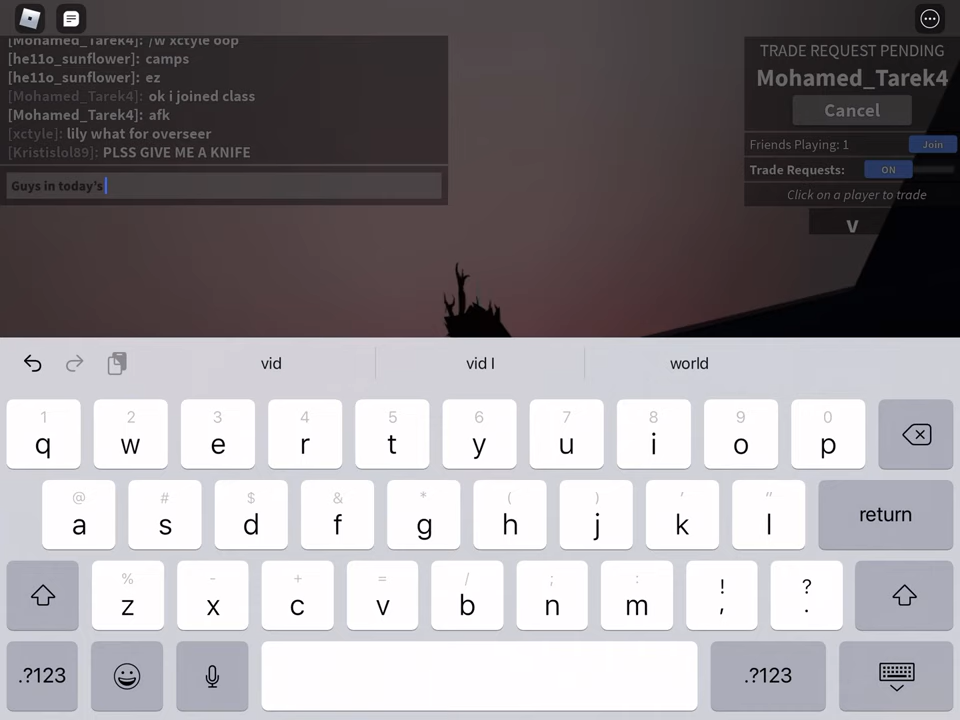 [Mohamed_Tarek4]: /w xctyle oop
[he11o_sunflower]: camps
[he11o_sunflower]: ez
[Mohamed_Tarek4]: ok i joined class
[Mohamed_Tarek4]: afk
[xctyle]: lily what for overseer
[Kristislol89]: PLSS GIVE ME A KNIFE
Guys in today's
TRADE REQUEST PENDING
Mohamed_Tarek4
Cancel
Friends Playing: 1 Join
Trade Requests: ON
Click on a player to trade
v
vid vid I world
1 2 3 4 5 6 7 8 9 0
q w e r t y u i o p
@ # $ & * ( ) ' "
a s d f g h j k l return
% - + = / ; : ! ?
z x c v b n m , .
.?123 .?123